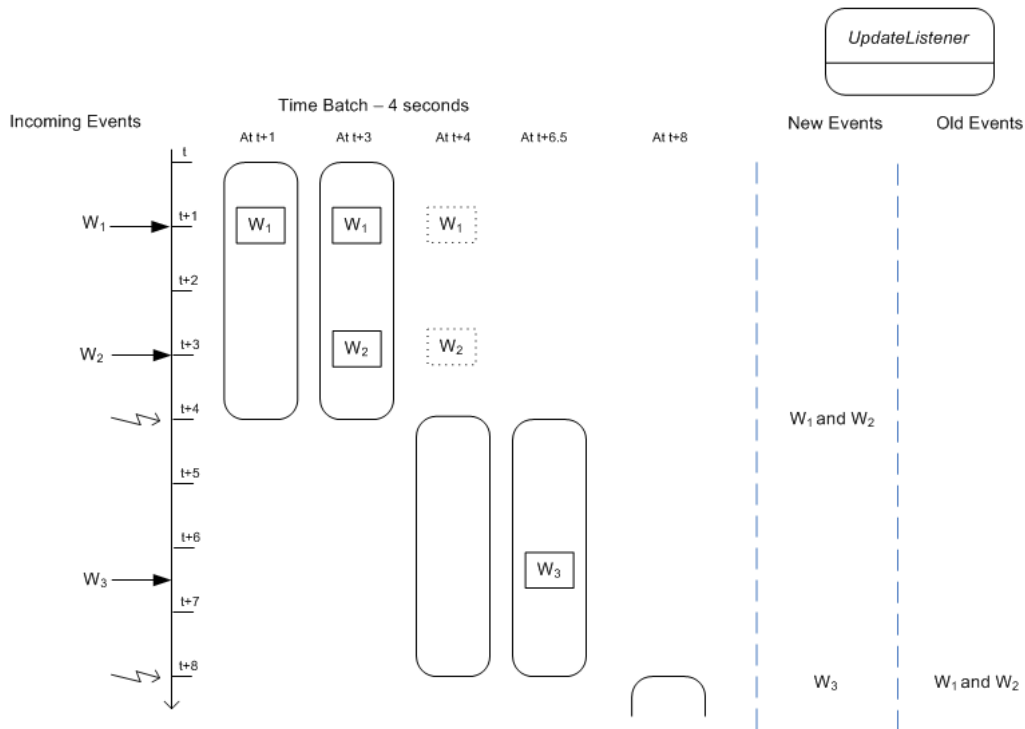 UpdateListener
Time Batch – 4 seconds
Incoming Events
New Events
Old Events
At t+1
At t+3
At t+4
At t+6.5
At t+8
t
W₁
t+1
W₁
W₁
W₁
t+2
W₂
t+3
W₂
W₂
t+4
W₁ and W₂
t+5
t+6
W₃
W₃
t+7
t+8
W₃
W₁ and W₂